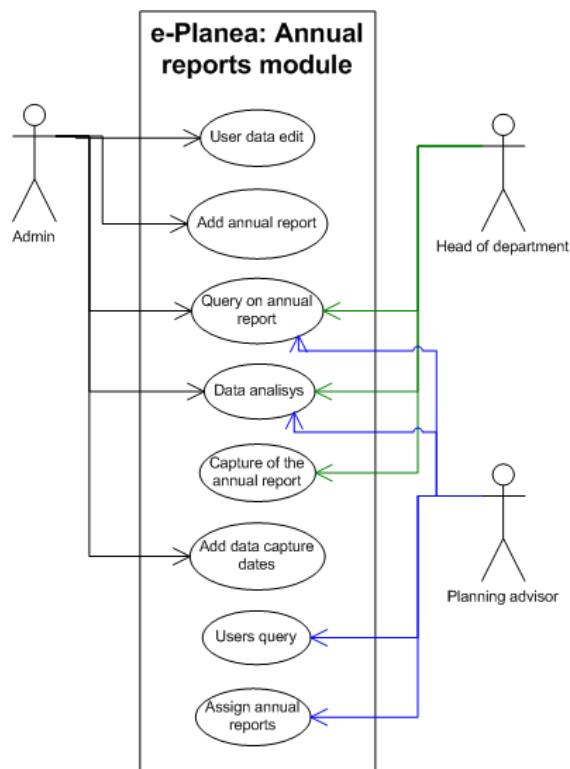 e-Planea: Annual
reports module
User data edit
Admin
Add annual report
Head of department
Query on annual
report
Data analisys
Capture of the
annual report
Add data capture
dates
Planning advisor
Users query
Assign annual
reports